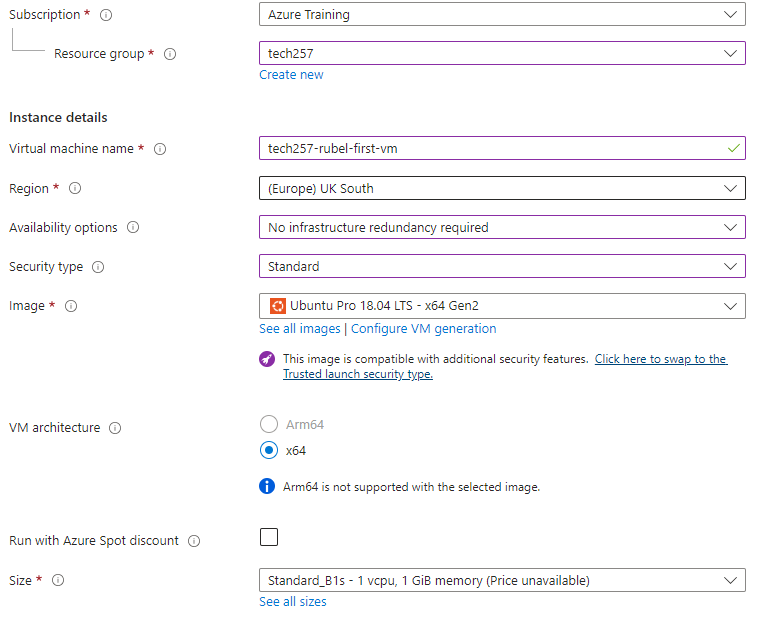 Subscription * Azure Training
Resource group * tech257
Create new
Instance details
Virtual machine name * tech257-rubel-first-vm
Region * (Europe) UK South
Availability options No infrastructure redundancy required
Security type Standard
Image * Ubuntu Pro 18.04 LTS - x64 Gen2
See all images | Configure VM generation
This image is compatible with additional security features. Click here to swap to the
Trusted launch security type.
VM architecture Arm64
x64
Arm64 is not supported with the selected image.
Run with Azure Spot discount
Size * Standard_B1s - 1 vcpu, 1 GiB memory (Price unavailable)
See all sizes